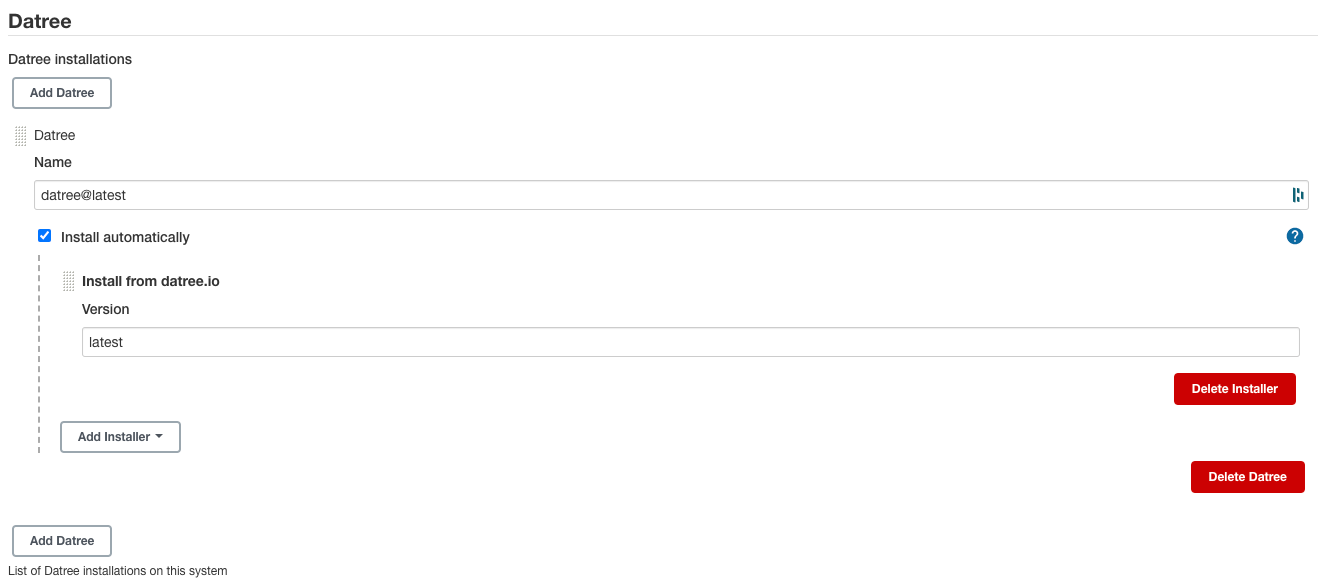 Datree
Datree installations
Add Datree
Datree
Name
datree@latest
Install automatically
?
Install from datree.io
Version
latest
Delete Installer
Add Installer
Delete Datree
Add Datree
List of Datree installations on this system